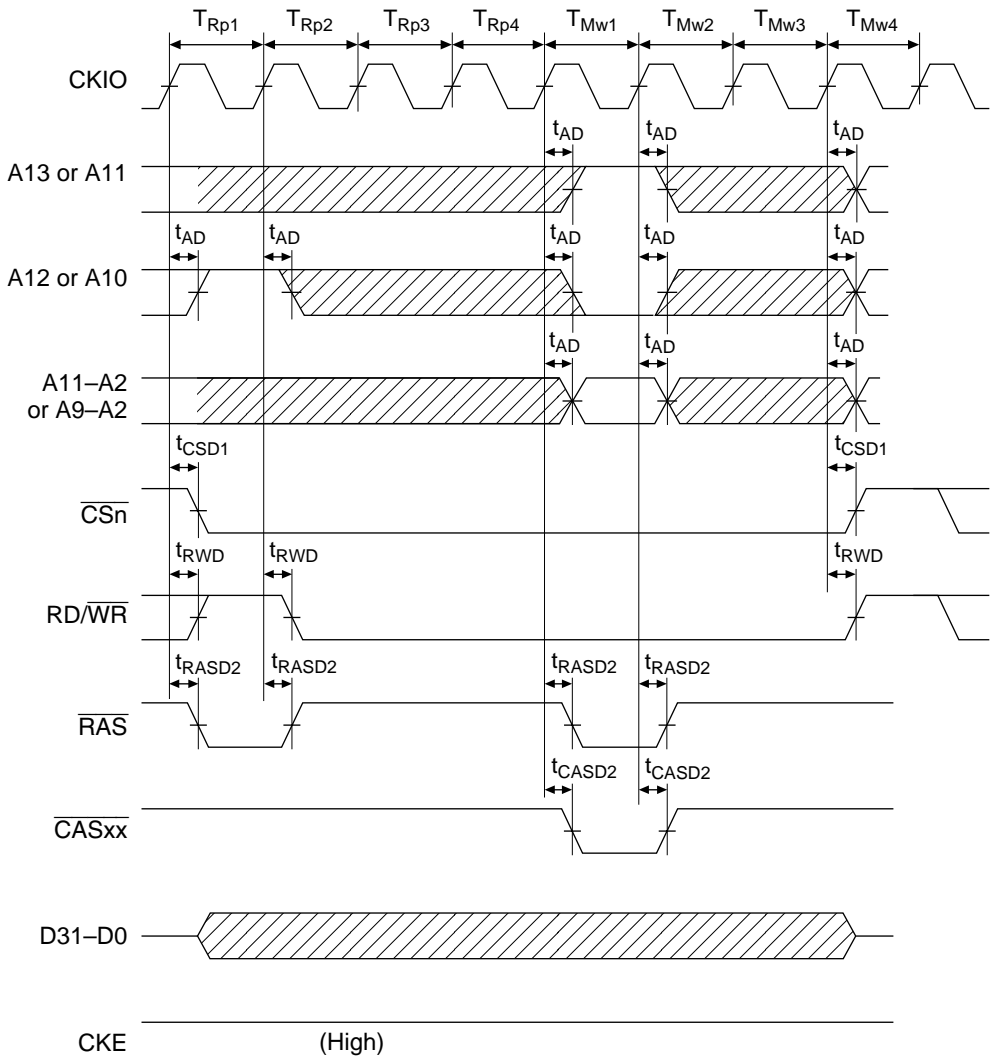 TRp1 TRp2 TRp3 TRp4 TMw1 TMw2 TMw3 TMw4
CKIO
tAD tAD tAD
A13 or A11
tAD tAD tAD tAD tAD
A12 or A10
tAD tAD tAD
A11–A2
or A9–A2
tCSD1 tCSD1
CSn
tRWD tRWD tRWD
RD/WR
tRASD2 tRASD2 tRASD2 tRASD2
RAS
tCASD2 tCASD2
CASxx
D31–D0
CKE (High)